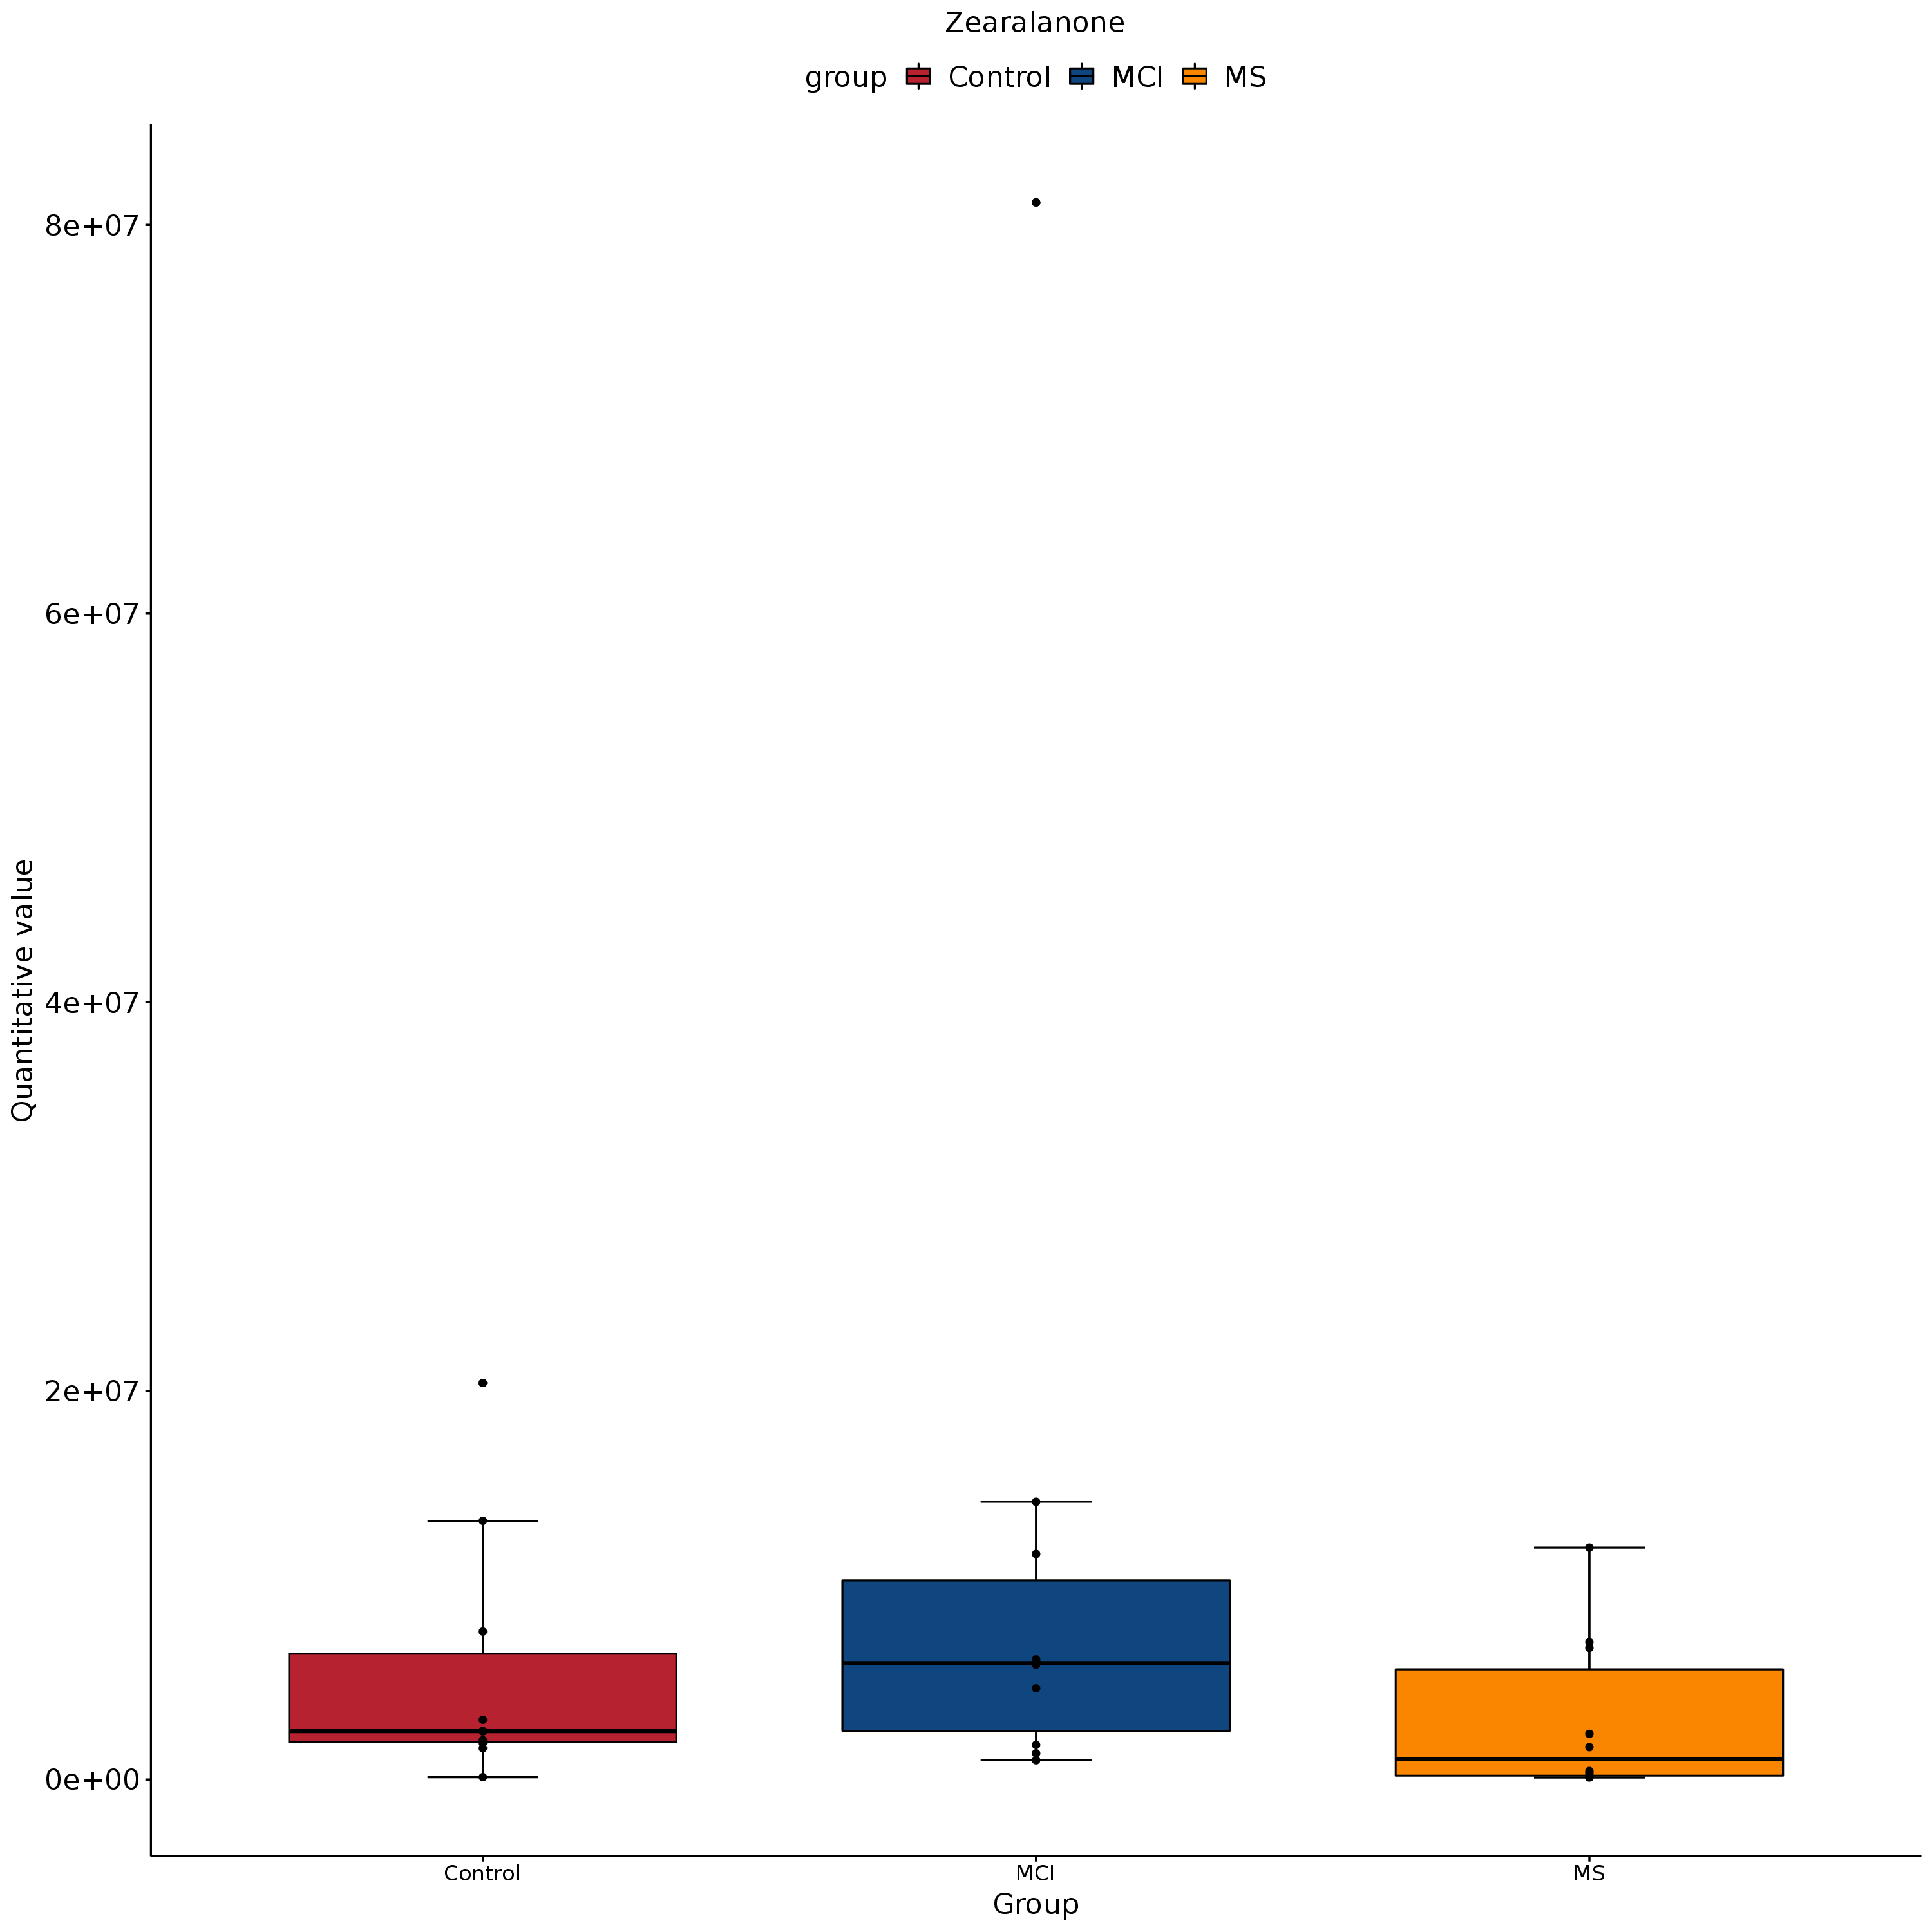 Zearalanone
group Control MCI MS
Quantitative value
8e+07
6e+07
4e+07
2e+07
0e+00
Control MCI MS
Group